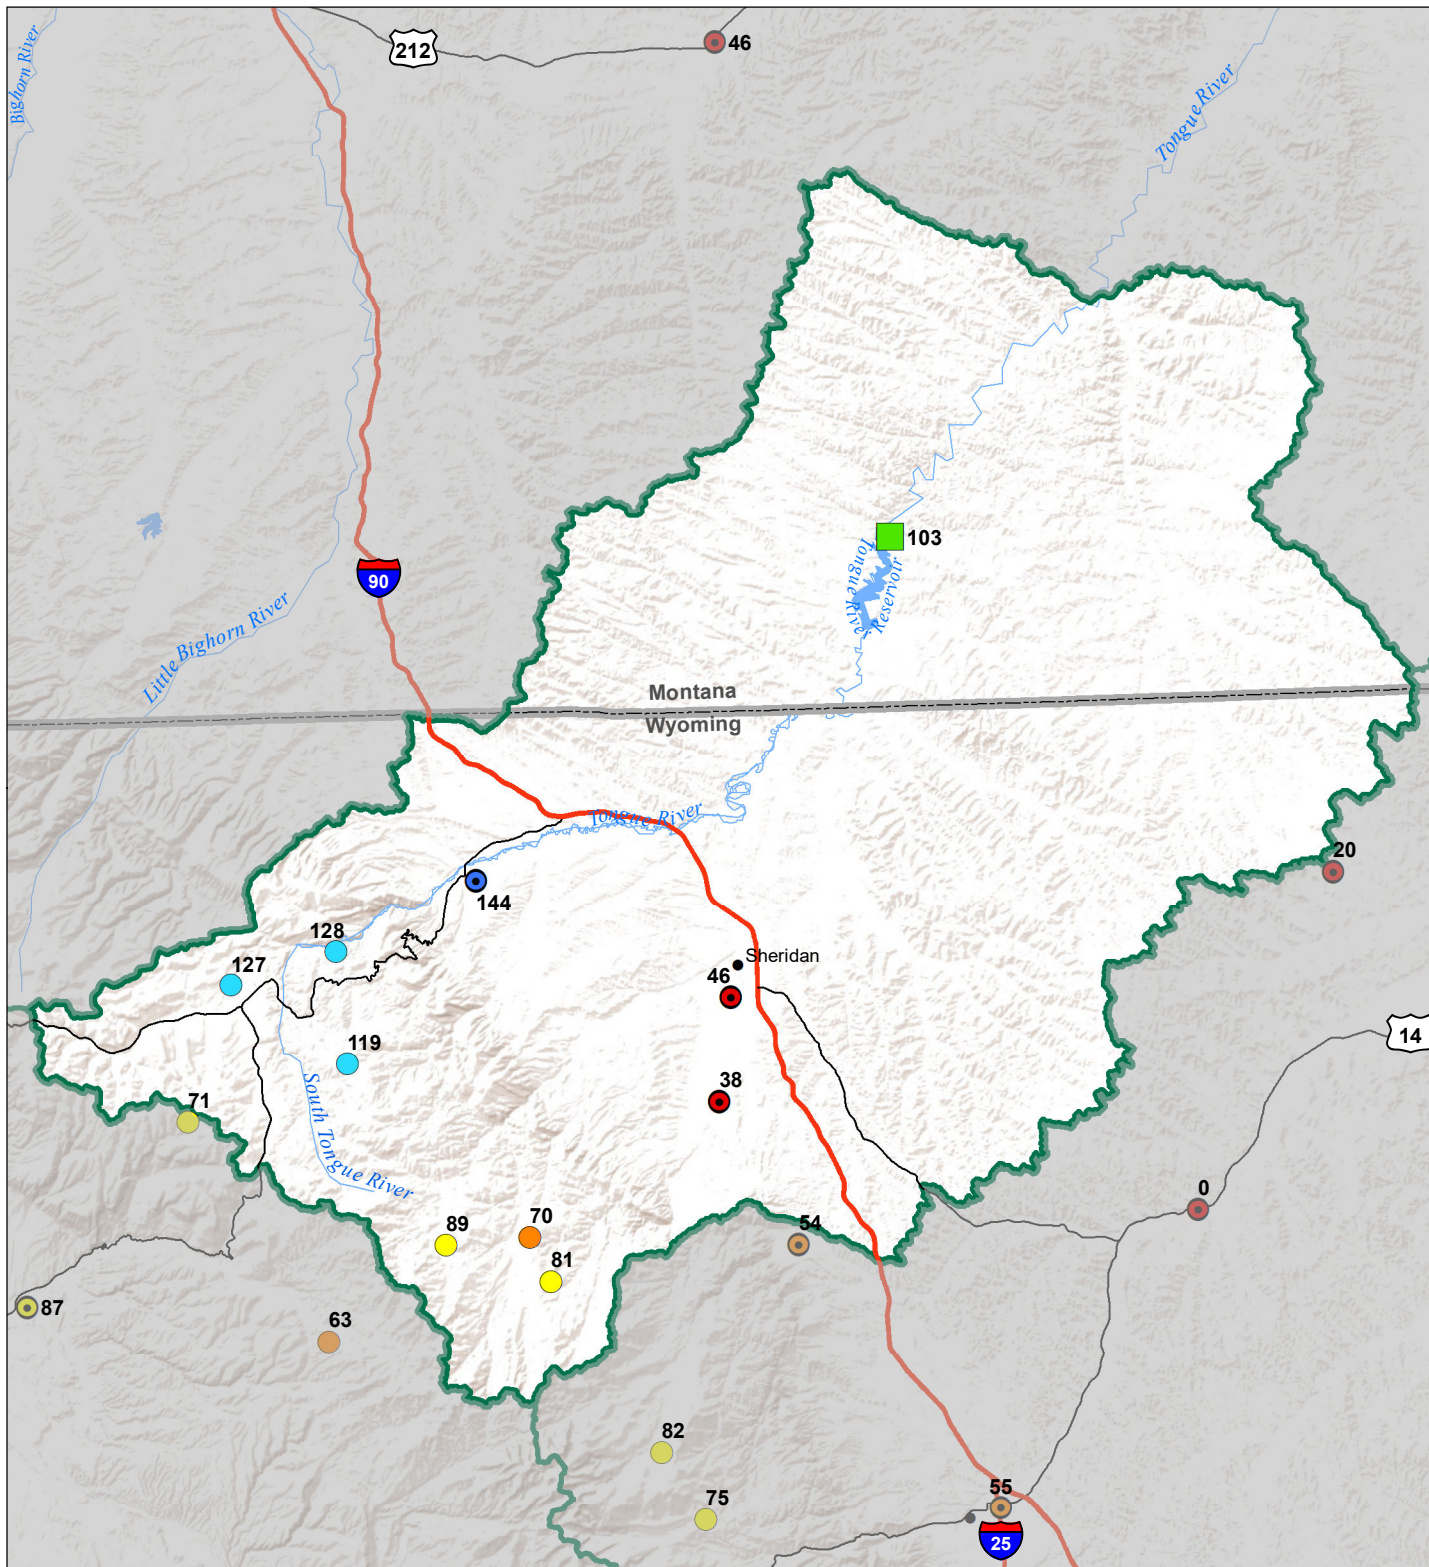 Bighorn River
212
46
Tongue River
103
Tongue River
Reservoir
90
Little Bighorn River
Montana
Wyoming
Tongue River
20
144
128
127
Sheridan
46
14
119
38
71
South Tongue River
0
89
70
54
81
87
63
82
75
55
25